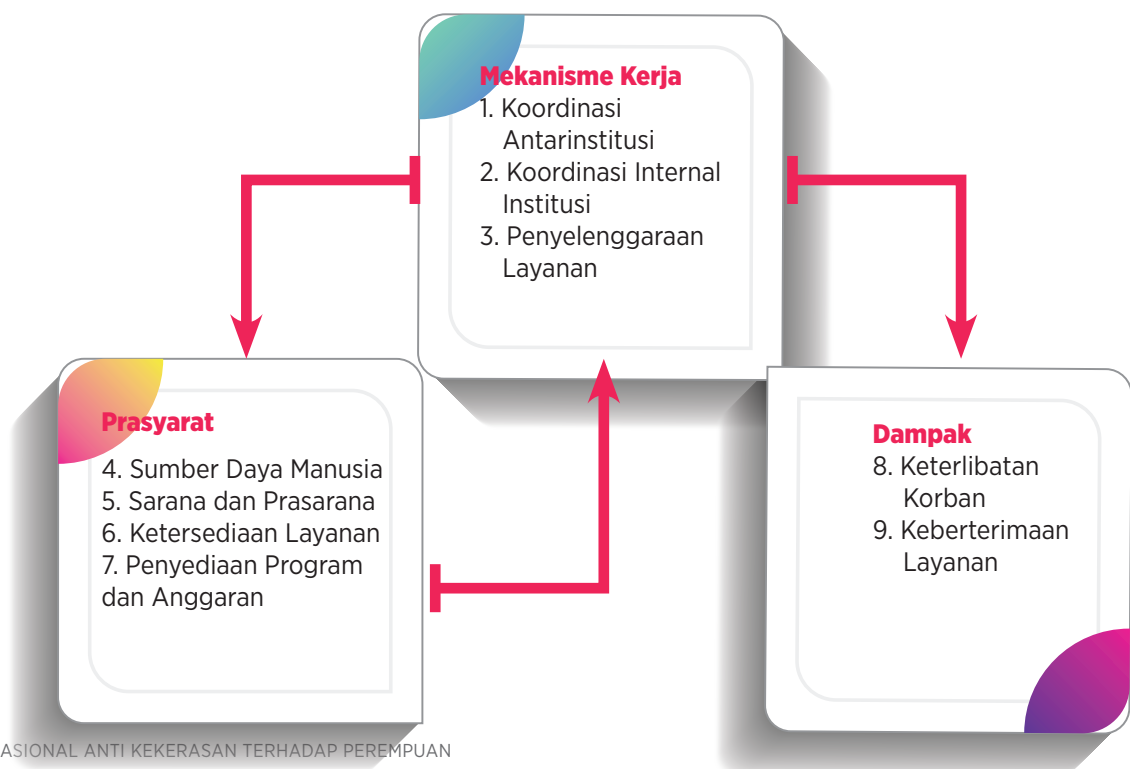 Mekanisme Kerja
1. Koordinasi
Antarinstitusi
2. Koordinasi Internal
Institusi
3. Penyelenggaraan
Layanan
Prasyarat
4. Sumber Daya Manusia
5. Sarana dan Prasarana
6. Ketersediaan Layanan
7. Penyediaan Program
dan Anggaran
Dampak
8. Keterlibatan
Korban
9. Keberterimaan
Layanan
ASIONAL ANTI KEKERASAN TERHADAP PEREMPUAN